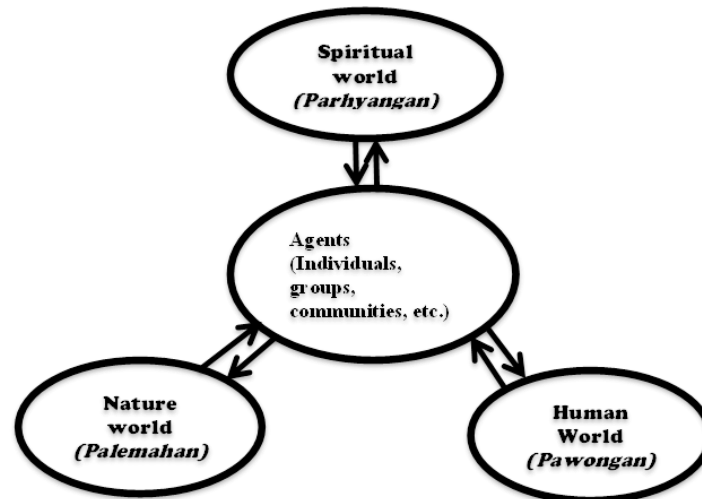 Spiritual
world
(Parhyangan)
Agents
(Individuals,
groups,
communities, etc.)
Nature
world
(Palemahan)
Human
World
(Pawongan)